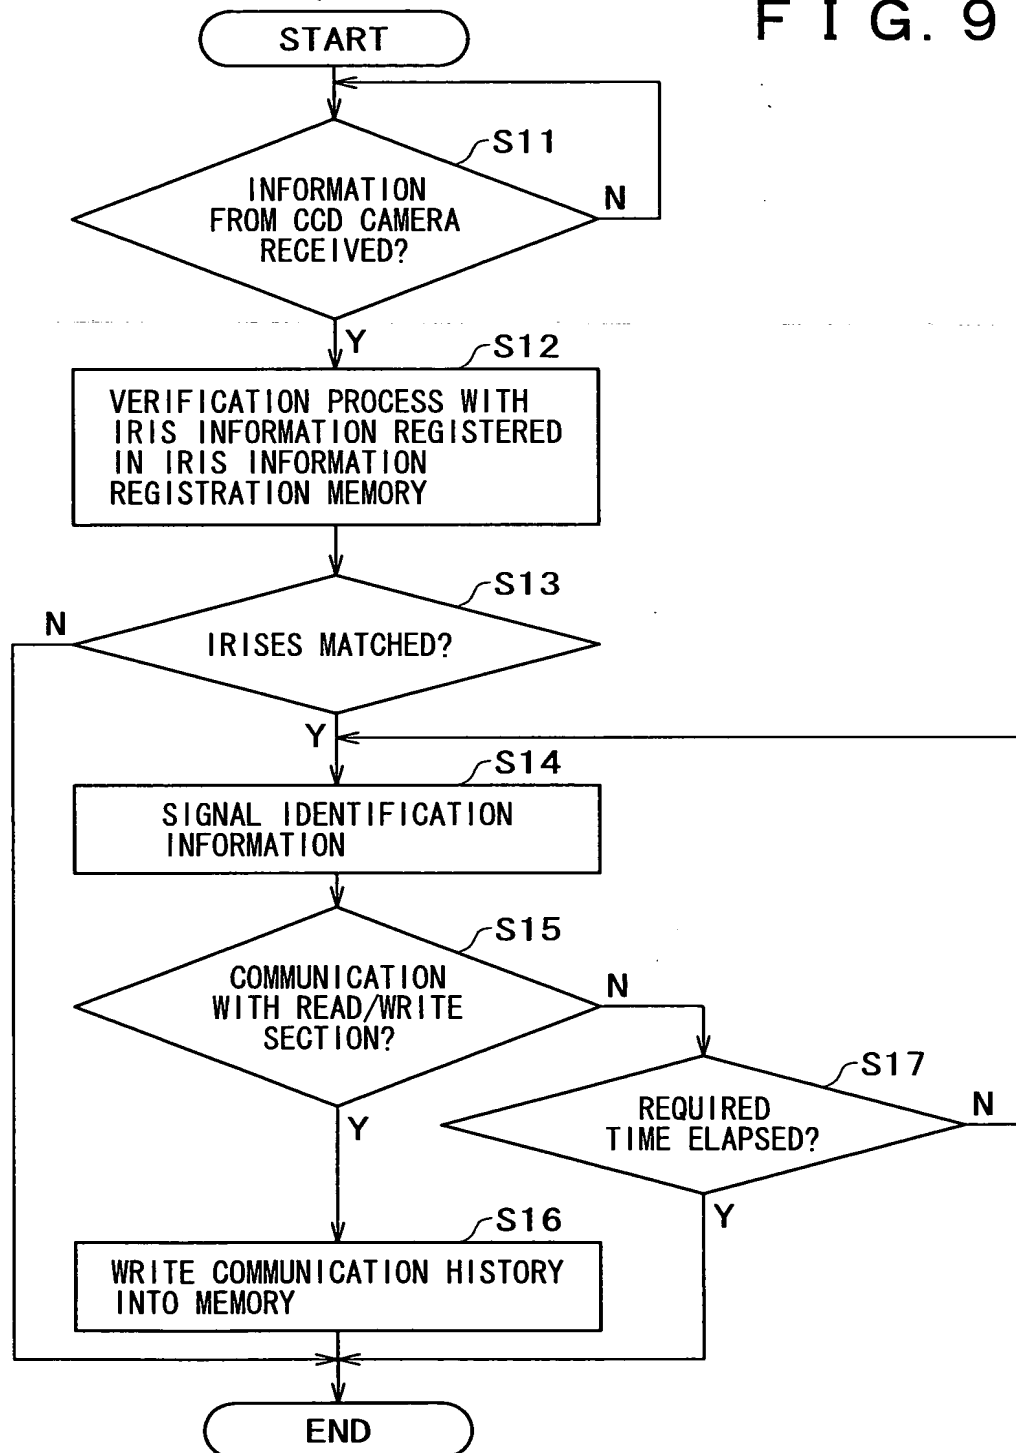 FIG. 9
START
S11
INFORMATION
FROM CCD CAMERA
RECEIVED?
N
Y
S12
VERIFICATION PROCESS WITH
IRIS INFORMATION REGISTERED
IN IRIS INFORMATION
REGISTRATION MEMORY
S13
N
IRISES MATCHED?
Y
S14
SIGNAL IDENTIFICATION
INFORMATION
S15
COMMUNICATION
WITH READ/WRITE
SECTION?
N
Y
S17
REQUIRED
TIME ELAPSED?
N
Y
S16
WRITE COMMUNICATION HISTORY
INTO MEMORY
END